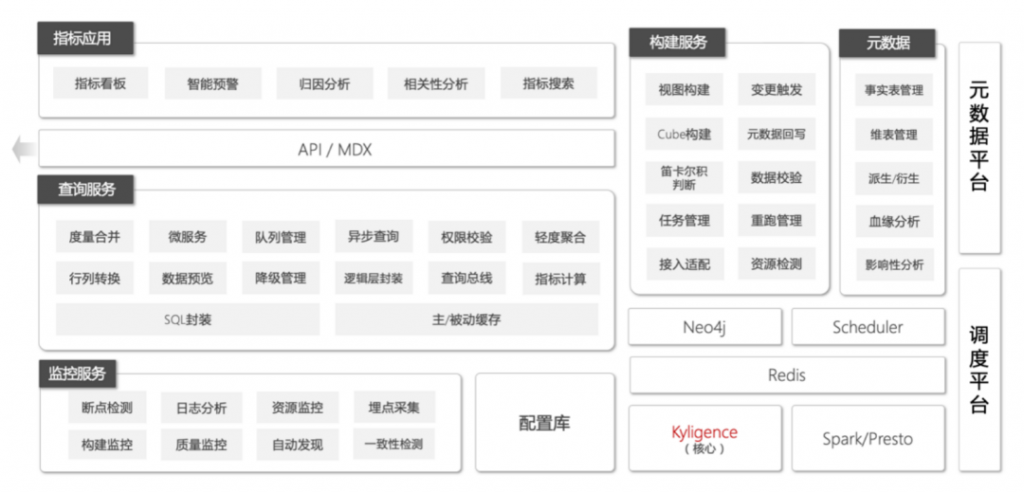 指标应用
指标看板
智能预警
归因分析
相关性分析
指标搜索
API / MDX
查询服务
度量合并
微服务
队列管理
异步查询
权限校验
轻度聚合
行列转换
数据预览
降级管理
逻辑层封装
查询总线
指标计算
SQL封装
主/被动缓存
监控服务
断点检测
日志分析
资源监控
埋点采集
构建监控
质量监控
自动发现
一致性检测
配置库
构建服务
视图构建
变更触发
Cube构建
元数据回写
笛卡尔积
判断
数据校验
任务管理
重跑管理
接入适配
资源检测
元数据
事实表管理
维表管理
派生/衍生
血缘分析
影响性分析
Neo4j
Scheduler
Redis
Kyligence
(核心)
Spark/Presto
元数据平台
调度平台